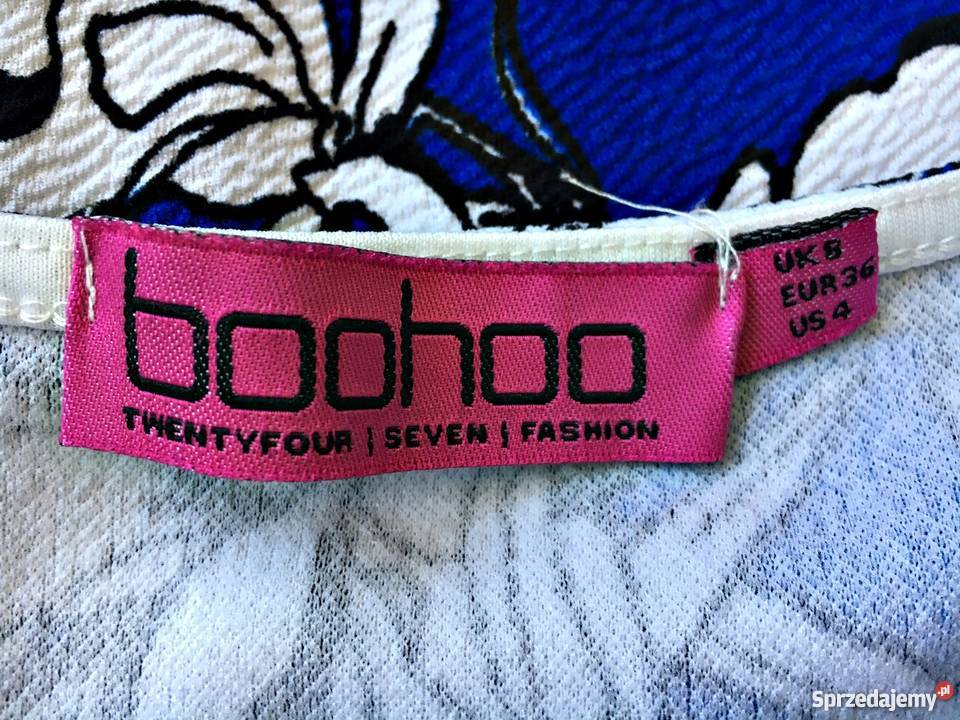 boohoo
TWENTYFOUR | SEVEN | FASHION
UK 8
EUR 36
US 4
Sprzedajemy.pl